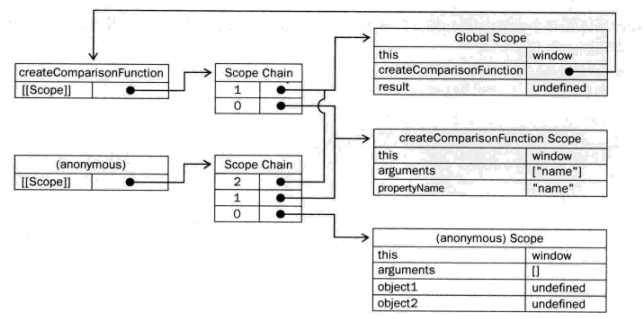 Global Scope
this window
createComparisonFunction
result undefined
createComparisonFunction
[[Scope]]
Scope Chain
1
0
createComparisonFunction Scope
this window
arguments ["name"]
propertyName "name"
(anonymous)
[[Scope]]
Scope Chain
2
1
0
(anonymous) Scope
this window
arguments []
object1 undefined
object2 undefined